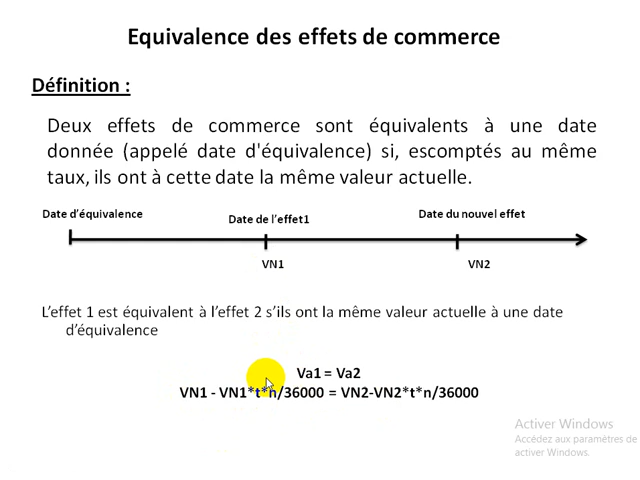 Equivalence des effets de commerce
Définition :
Deux effets de commerce sont équivalents à une date
donnée (appelé date d'équivalence) si, escomptés au même
taux, ils ont à cette date la même valeur actuelle.
Date d'équivalence
Date de l'effet1
Date du nouvel effet
VN1
VN2
L'effet 1 est équivalent à l'effet 2 s'ils ont la même valeur actuelle à une date
d'équivalence
Va1 = Va2
VN1 - VN1*t*n/36000 = VN2-VN2*t*n/36000
Activer Windows
Accédez aux paramètres de
activer Windows.